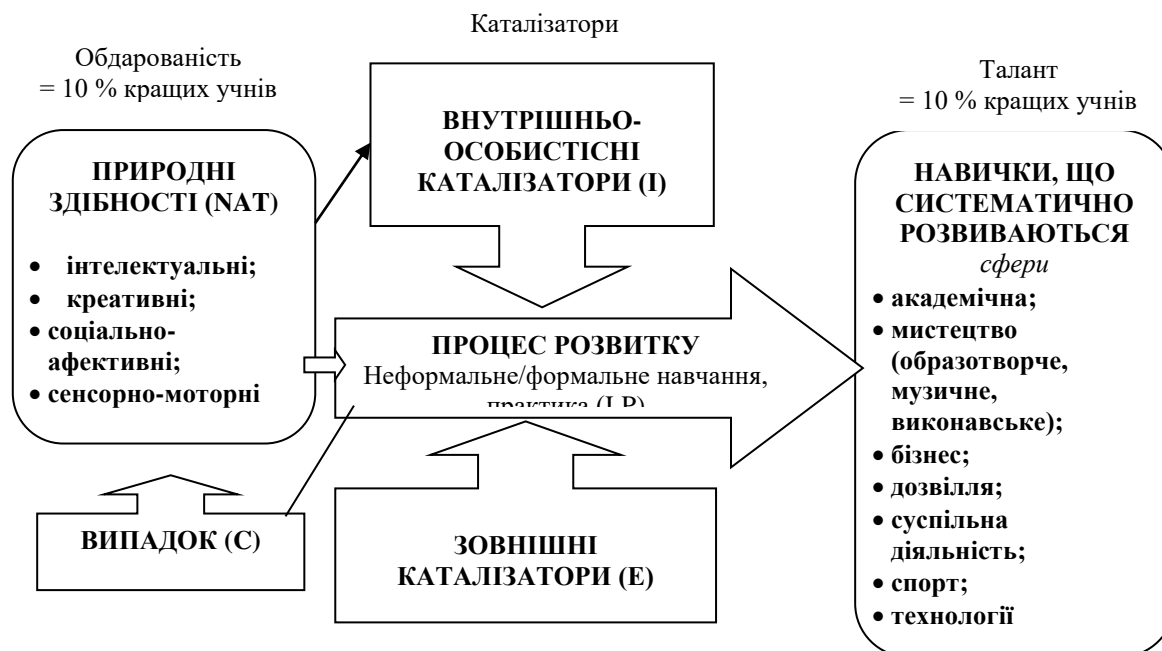 Каталізатори
Обдарованість
= 10 % кращих учнів
Талант
= 10 % кращих учнів
ПРИРОДНІ
ЗДІБНОСТІ (NAT)
• інтелектуальні;
• креативні;
• соціально-
афективні;
• сенсорно-моторні
ВНУТРІШНЬО-
ОСОБИСТІСНІ
КАТАЛІЗАТОРИ (I)
ПРОЦЕС РОЗВИТКУ
Неформальне/формальне навчання,
практика (LP)
ВИПАДОК (C)
ЗОВНІШНІ
КАТАЛІЗАТОРИ (E)
НАВИЧКИ, ЩО
СИСТЕМАТИЧНО
РОЗВИВАЮТЬСЯ
сфери
• академічна;
• мистецтво
(образотворче,
музичне,
виконавське);
• бізнес;
• дозвілля;
• суспільна
діяльність;
• спорт;
• технології